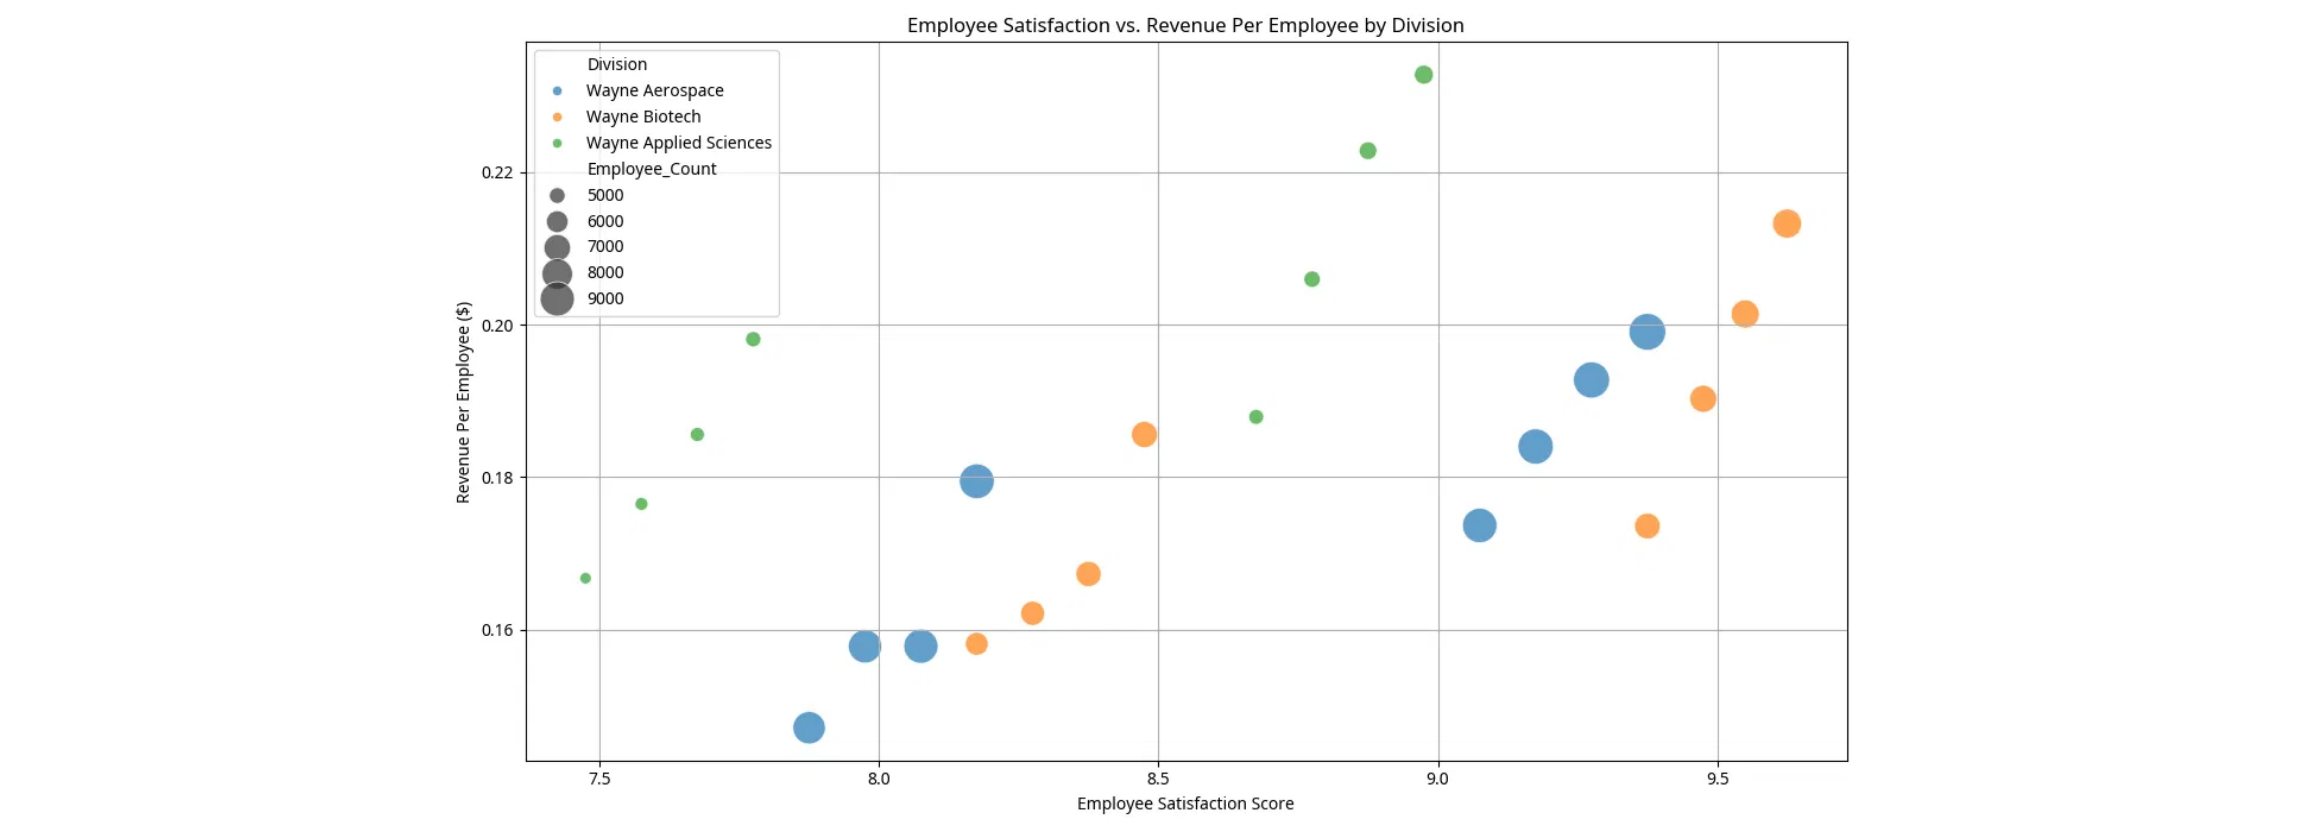 Employee Satisfaction vs. Revenue Per Employee by Division
Division
Wayne Aerospace
Wayne Biotech
Wayne Applied Sciences
Employee_Count
5000
6000
7000
8000
9000
Revenue Per Employee ($)
0.22
0.20
0.18
0.16
7.5 8.0 8.5 9.0 9.5
Employee Satisfaction Score